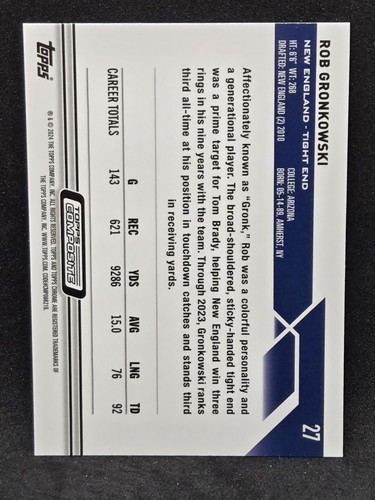 27
ROB GRONKOWSKI
NEW ENGLAND • TIGHT END
HT: 6'6" WT: 268 COLLEGE: ARIZONA
DRAFTED: NEW ENGLAND (2) 2010 BORN: 05-14-89, AMHERST, NY
Affectionately known as "Gronk," Rob was a colorful personality and
a generational player. The broad-shouldered, sticky-handed tight end
was a prime target for Tom Brady, helping New England win three
rings in his nine years with the team. Through 2023, Gronkowski ranks
third all-time at his position in touchdown catches and stands third
in receiving yards.
G REC YDS AVG LNG TD
CAREER TOTALS 143 621 9286 15.0 76 92
TOPPS
COMPOSITE
topps
® & © 2024 THE TOPPS COMPANY, INC. ALL RIGHTS RESERVED. TOPPS AND TOPPS CHROME ARE REGISTERED TRADEMARKS OF
THE TOPPS COMPANY, INC. WWW.TOPPS.COM.